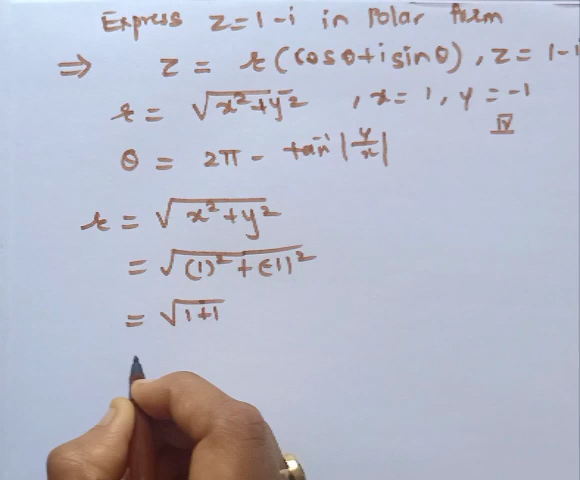 Express z=1-i in Polar form
⇒ z = r(cosθ+i sinθ), z = 1-i
r = √x²+y² , x=1, y=-1
IV
θ = 2π - tan⁻¹|y/x|
r = √x²+y²
= √(1)²+(-1)²
= √1+1